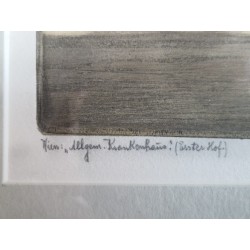 Wien: „Allgem. Krankenhaus." (Erster Hof.)